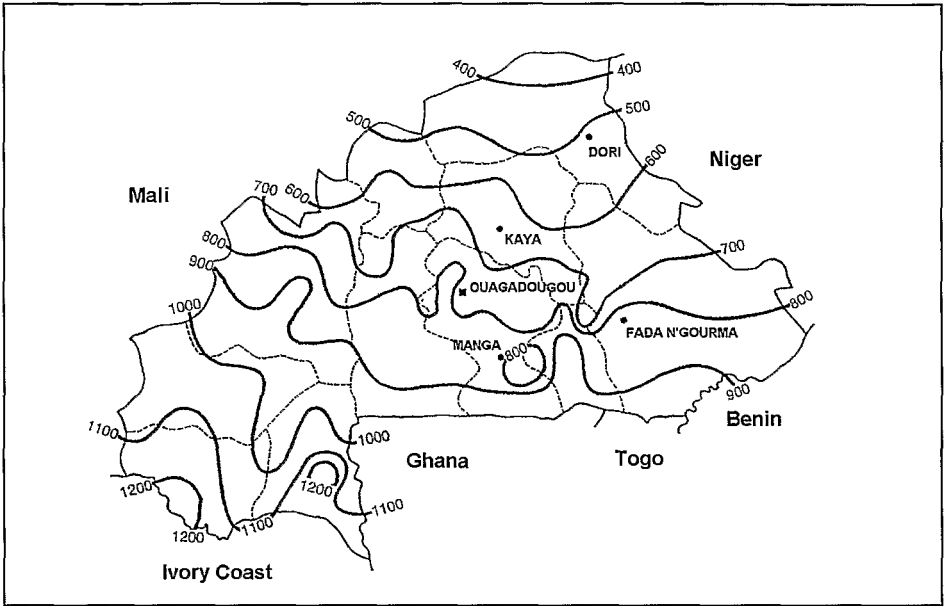 400
400
500
500
DORI
Niger
600
Mali
700
600
KAYA
800
700
900
OUAGADOUGOU
1000
800
FADA N'GOURMA
MANGA
800
900
Benin
1100
1000
Ghana
Togo
1200
1200
1100
1200
1100
Ivory Coast